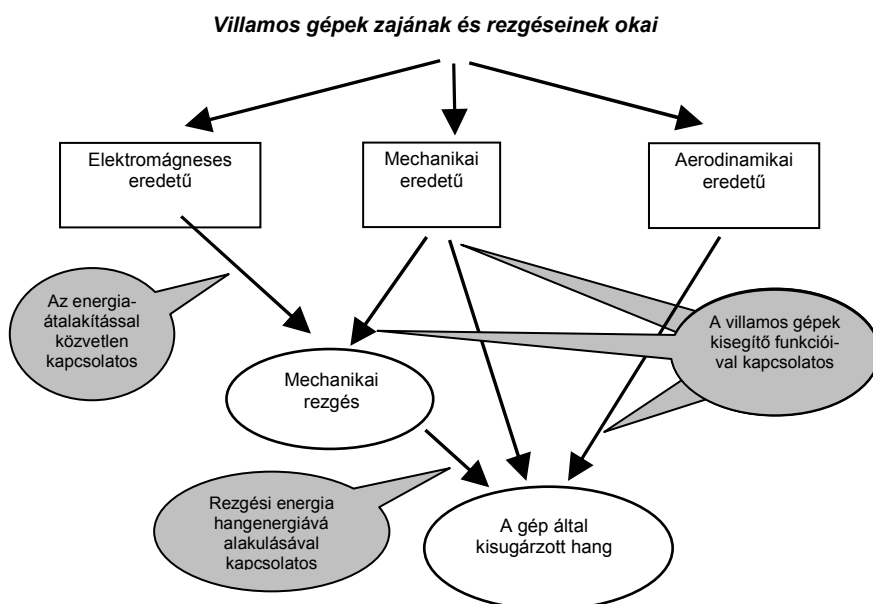 Villamos gépek zajának és rezgéseinek okai
Elektromágneses
eredetű
Mechanikai
eredetű
Aerodinamikai
eredetű
Az energia-
átalakítással
közvetlen
kapcsolatos
A villamos gépek
kisegítő funkciói-
val kapcsolatos
Mechanikai
rezgés
Rezgési energia
hangenergiává
alakulásával
kapcsolatos
A gép által
kisugárzott hang